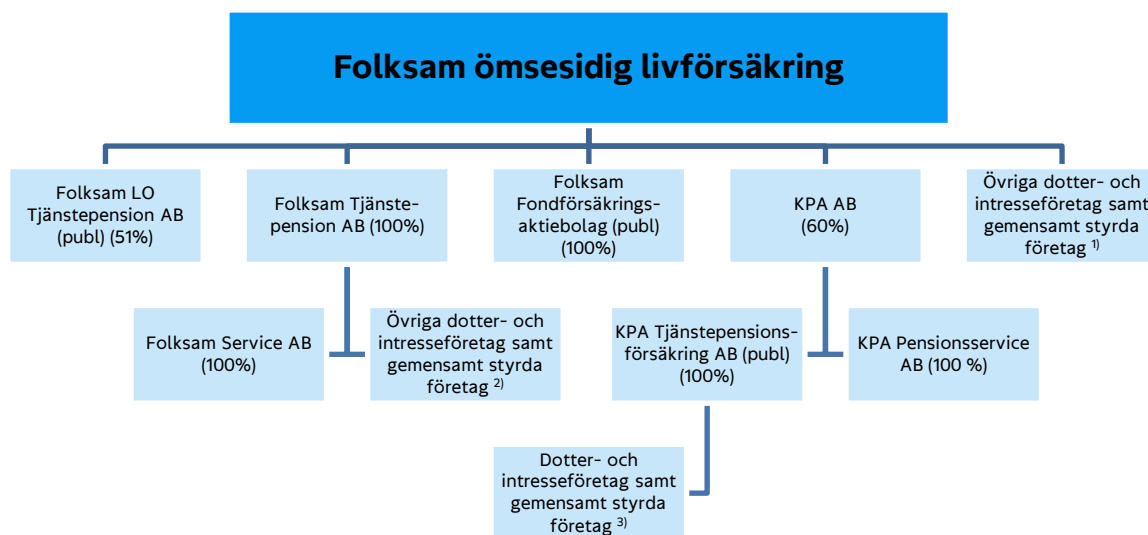 Folksam ömsesidig livförsäkring
Folksam LO
Tjänstepension AB
(publ) (51%)
Folksam Tjänste-
pension AB (100%)
Folksam
Fondförsäkrings-
aktiebolag (publ)
(100%)
KPA AB
(60%)
Övriga dotter- och
intresseföretag samt
gemensamt styrda
företag 1)
Folksam Service AB
(100%)
Övriga dotter- och
intresseföretag samt
gemensamt styrda
företag 2)
KPA Tjänstepensions-
försäkring AB (publ)
(100%)
KPA Pensionsservice
AB (100 %)
Dotter- och
intresseföretag samt
gemensamt styrda
företag 3)